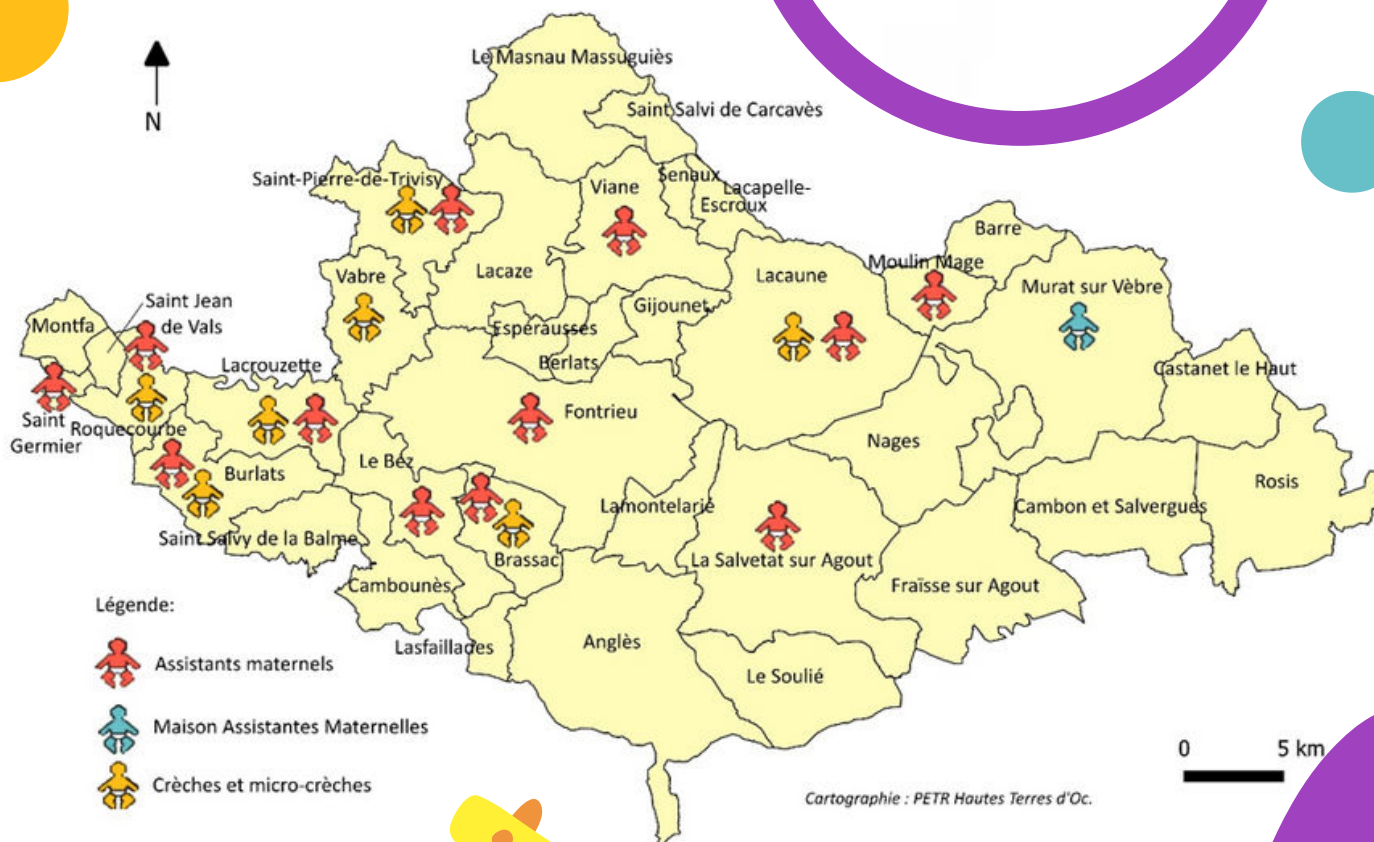 Le Masnau Massuguiès
Saint Salvi de Carcavès
N
Saint-Pierre-de-Trivisy
Viane
Senaux
Lacapelle-
Escroux
Barre
Vabre
Lacaze
Lacaune
Moulin Mage
Murat sur Vèbre
Saint Jean
de Vals
Montfa
Gijounet
Espérausses
Berlats
Lacrouzette
Castanet le Haut
Fontrieu
Saint
Germier
Roquecourbe
Nages
Le Bez
Burlats
Rosis
Lamontelarié
Cambon et Salvergues
Saint Salvy de la Balme
Brassac
La Salvetat sur Agout
Cambounès
Fraïsse sur Agout
Lasfaillades
Anglès
Le Soulié
Légende:
Assistants maternels
Maison Assistantes Maternelles
Crèches et micro-crèches
0 5 km
Cartographie : PETR Hautes Terres d'Oc.